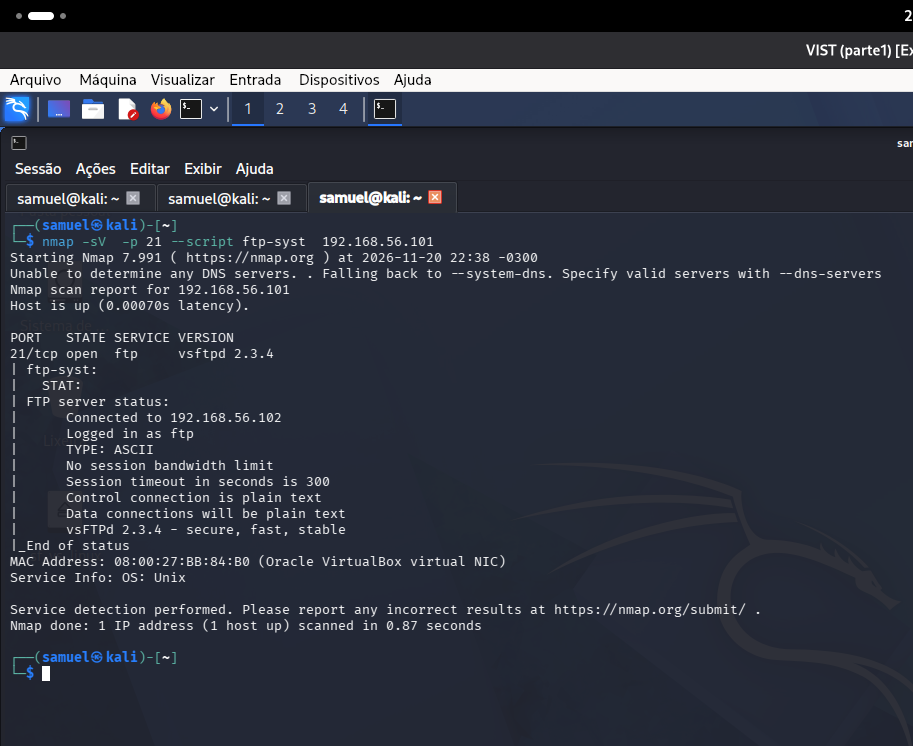 2
VIST (parte1) [Ex
Arquivo Máquina Visualizar Entrada Dispositivos Ajuda
1 2 3 4
sar
Sessão Ações Editar Exibir Ajuda
samuel@kali: ~ samuel@kali: ~ samuel@kali: ~
┌──(samuel㉿kali)-[~]
└─$ nmap -sV  -p 21 --script ftp-syst  192.168.56.101
Starting Nmap 7.991 ( https://nmap.org ) at 2026-11-20 22:38 -0300
Unable to determine any DNS servers. . Falling back to --system-dns. Specify valid servers with --dns-servers
Nmap scan report for 192.168.56.101
Host is up (0.00070s latency).
PORT   STATE SERVICE VERSION
21/tcp open  ftp     vsftpd 2.3.4
| ftp-syst:
|   STAT:
| FTP server status:
|      Connected to 192.168.56.102
|      Logged in as ftp
|      TYPE: ASCII
|      No session bandwidth limit
|      Session timeout in seconds is 300
|      Control connection is plain text
|      Data connections will be plain text
|      vsFTPd 2.3.4 - secure, fast, stable
|_End of status
MAC Address: 08:00:27:BB:84:B0 (Oracle VirtualBox virtual NIC)
Service Info: OS: Unix
Service detection performed. Please report any incorrect results at https://nmap.org/submit/ .
Nmap done: 1 IP address (1 host up) scanned in 0.87 seconds
┌──(samuel㉿kali)-[~]
└─$